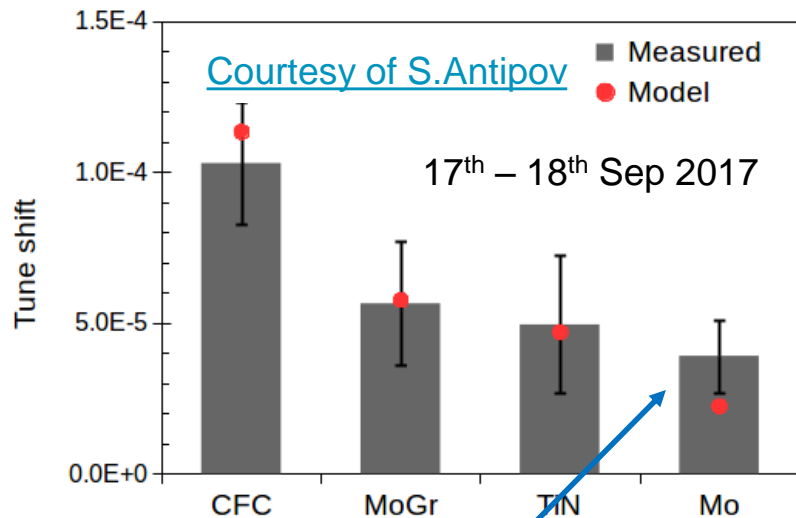 1.5E-4
Courtesy of S.Antipov
Measured
Model
17th – 18th Sep 2017
1.0E-4
Tune shift
5.0E-5
0.0E+0
CFC MoGr TiN Mo